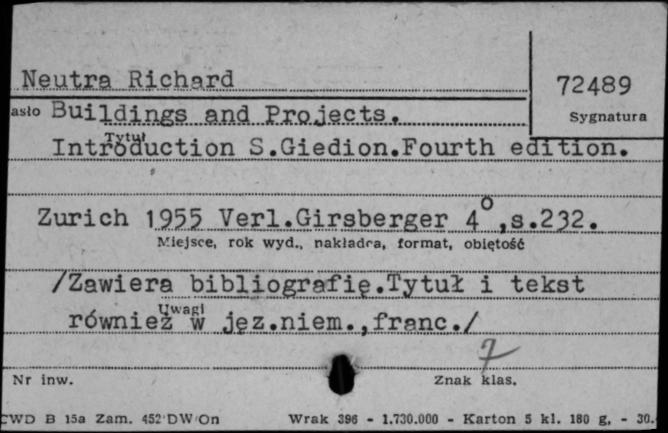 Neutra Richard
72489
asło Buildings and Projects.
Sygnatura
Tytuł
Introduction S.Giedion.Fourth edition.
Zurich 1955 Verl.Girsberger 4°,s.232.
Miejsce, rok wyd., nakładca, format, objętość
/Zawiera bibliografię.Tytuł i tekst
Uwagi
również w jęz.niem.,franc./
7
Nr inw.
Znak klas.
CWD B 15a Zam. 452 DW/On Wrak 396 - 1.730.000 - Karton 5 kl. 180 g. - 30.